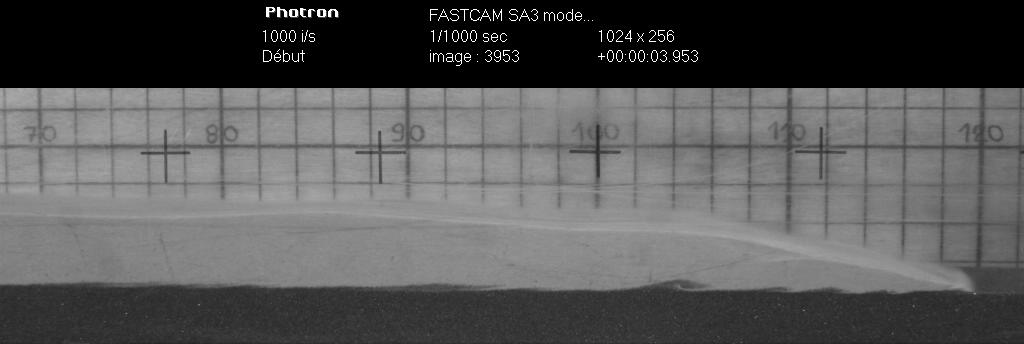 Photron
FASTCAM SA3 mode...
1000 i/s
1/1000 sec
1024 x 256
Début
image : 3953
+00:00:03.953
70
80
90
100
110
120